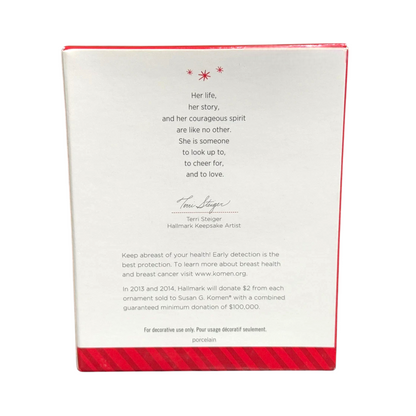 Her life,
her story,
and her courageous spirit
are like no other.
She is someone
to look up to,
to cheer for,
and to love.
Terri Steiger
Terri Steiger
Hallmark Keepsake Artist
Keep abreast of your health! Early detection is the
best protection. To learn more about breast health
and breast cancer visit www.komen.org.
In 2013 and 2014, Hallmark will donate $2 from each
ornament sold to Susan G. Komen® with a combined
guaranteed minimum donation of $100,000.
For decorative use only. Pour usage décoratif seulement.
porcelain